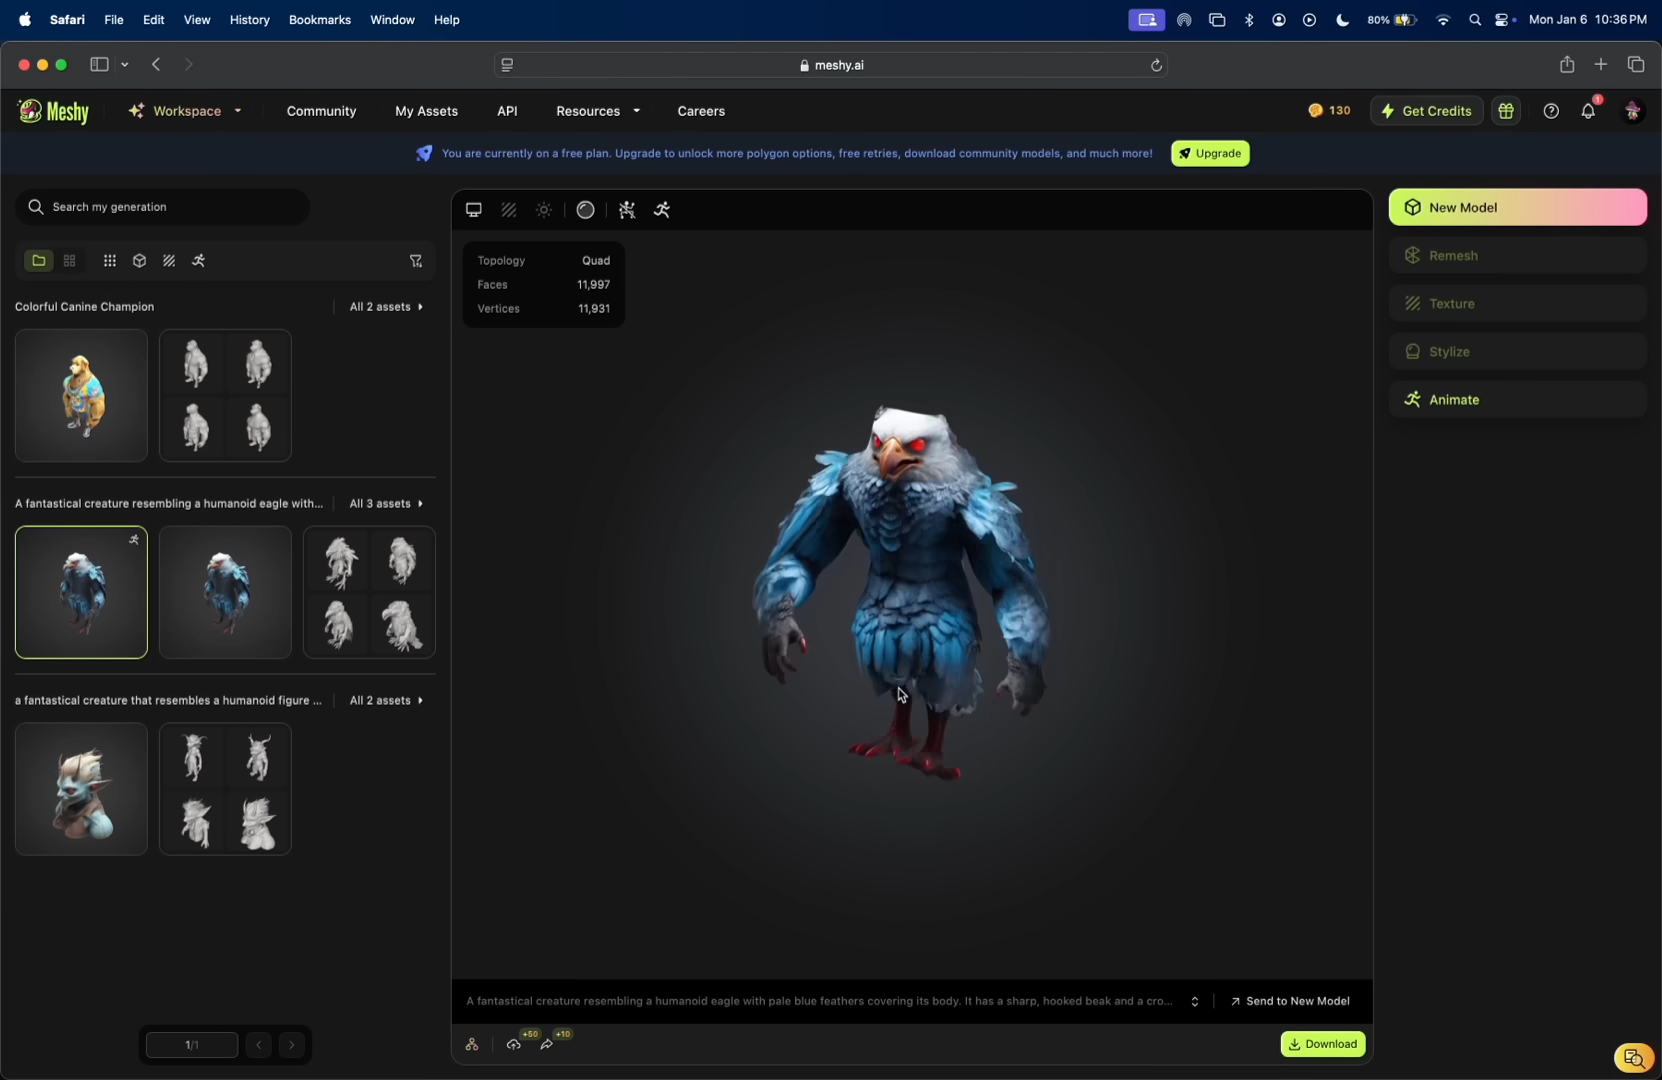 Safari File Edit View History Bookmarks Window Help 80% Mon Jan 6 10:36 PM
meshy.ai
Meshy Workspace Community My Assets API Resources Careers 130 Get Credits 1
You are currently on a free plan. Upgrade to unlock more polygon options, free retries, download community models, and much more! Upgrade
Search my generation
Colorful Canine Champion All 2 assets
A fantastical creature resembling a humanoid eagle with... All 3 assets
a fantastical creature that resembles a humanoid figure ... All 2 assets
1/1
Topology Quad
Faces 11,997
Vertices 11,931
A fantastical creature resembling a humanoid eagle with pale blue feathers covering its body. It has a sharp, hooked beak and a cro... Send to New Model
+50 +10
Download
New Model
Remesh
Texture
Stylize
Animate